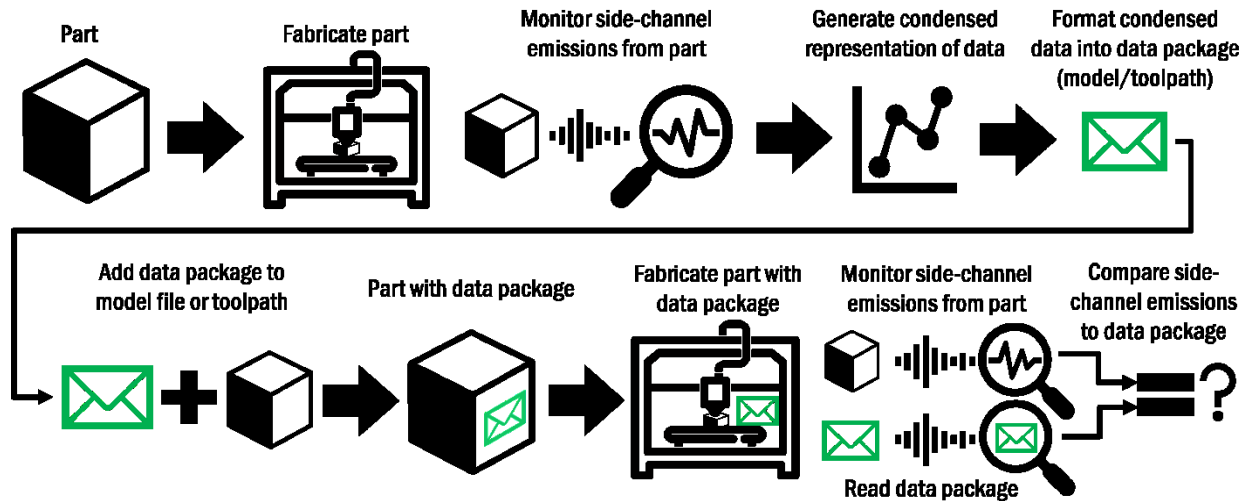 Part
Fabricate part
Monitor side-channel
emissions from part
Generate condensed
representation of data
Format condensed
data into data package
(model/toolpath)
Add data package to
model file or toolpath
Part with data package
Fabricate part with
data package
Monitor side-channel
emissions from part
Read data package
Compare side-
channel emissions
to data package
?